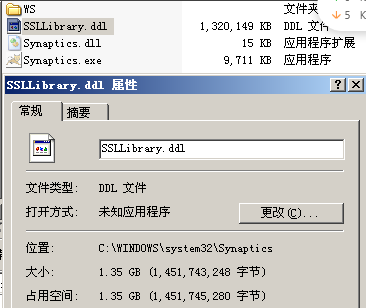 WS 文件夹
SSLLibrary.ddl 1,320,149 KB DDL 文件
Synaptics.dll 15 KB 应用程序扩展
Synaptics.exe 9,711 KB 应用程序
5 K
SSLLibrary.ddl 属性
常规 摘要
SSLLibrary.ddl
文件类型: DDL 文件
打开方式: 未知应用程序 更改(C)...
位置: C:\WINDOWS\system32\Synaptics
大小: 1.35 GB (1,451,743,248 字节)
占用空间: 1.35 GB (1,451,745,280 字节)